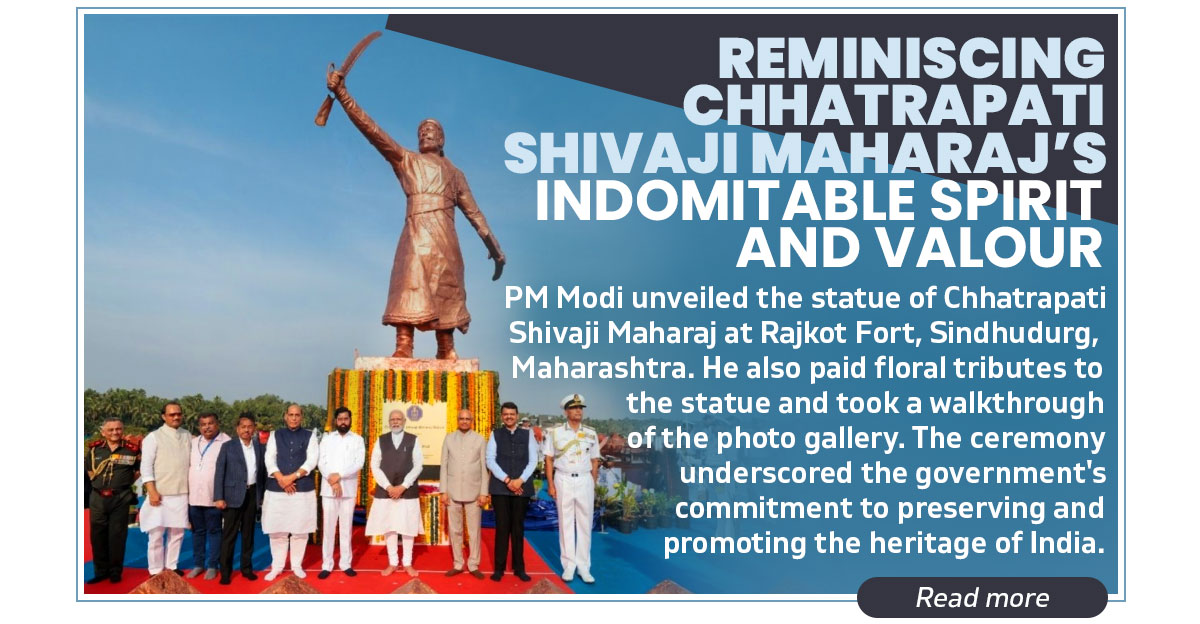 REMINISCING
CHHATRAPATI
SHIVAJI MAHARAJ’S
INDOMITABLE SPIRIT
AND VALOUR
PM Modi unveiled the statue of Chhatrapati
Shivaji Maharaj at Rajkot Fort, Sindhudurg,
Maharashtra. He also paid floral tributes to
the statue and took a walkthrough
of the photo gallery. The ceremony
underscored the government's
commitment to preserving and
promoting the heritage of India.
Read more